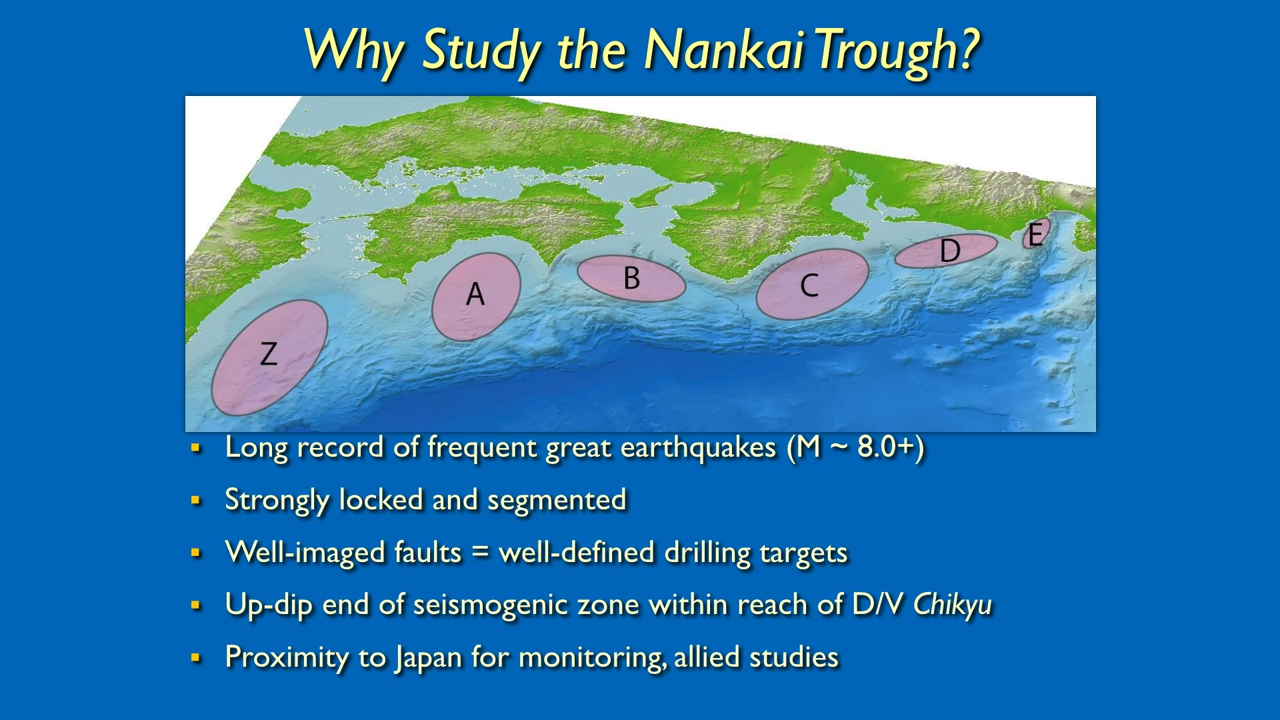 Why Study the Nankai Trough?
Z
A
B
C
D
E
▪ Long record of frequent great earthquakes (M ~ 8.0+)
▪ Strongly locked and segmented
▪ Well-imaged faults = well-defined drilling targets
▪ Up-dip end of seismogenic zone within reach of D/V Chikyu
▪ Proximity to Japan for monitoring, allied studies